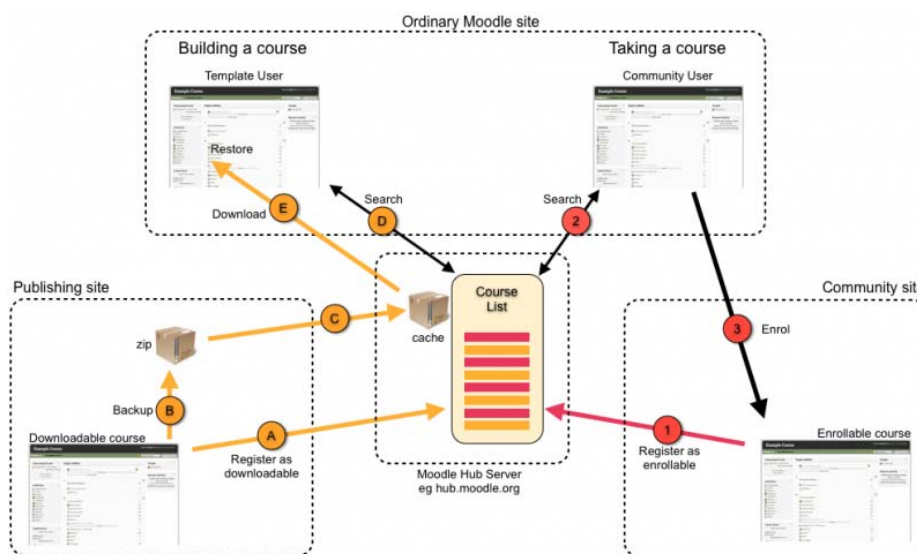 Ordinary Moodle site
Building a course
Taking a course
Template User
Community User
Example Course
Example Course
Restore
E
Download
Search
D
Search
2
Publishing site
Community sit
Course
List
C
zip
cache
3
Enrol
Backup
B
A
1
Downloadable course
Register as
downloadable
Register as
enrollable
Enrollable course
Moodle Hub Server
eg hub.moodle.org
Example Course
Example Course